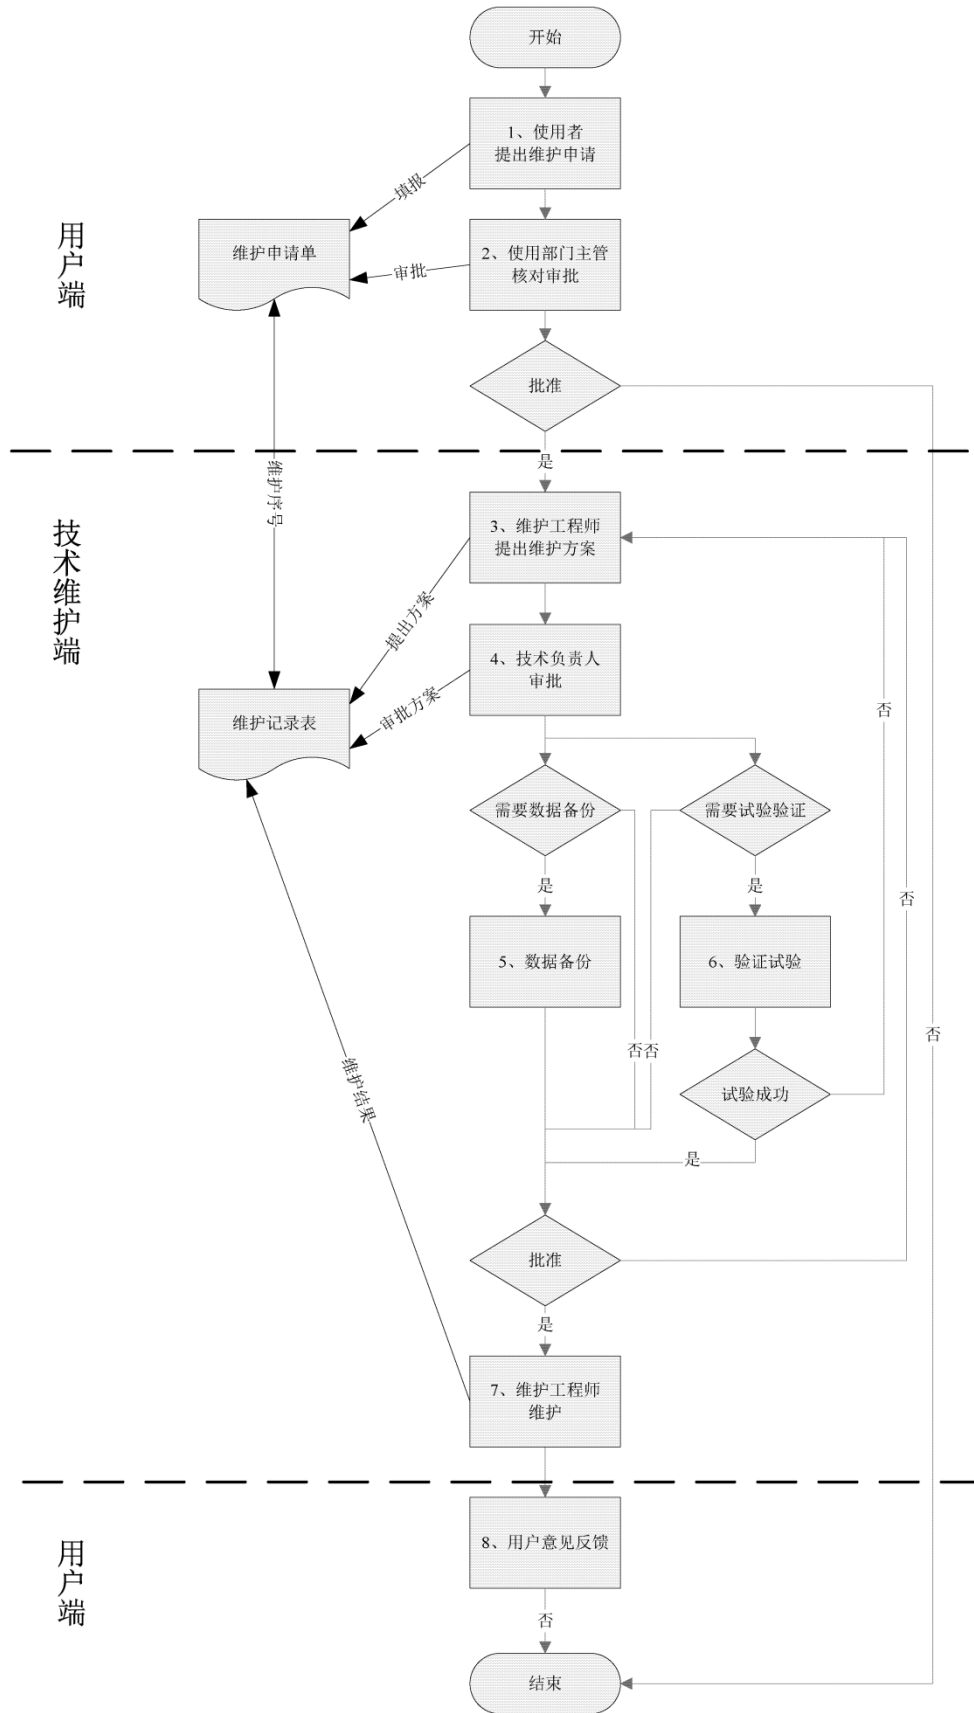 开始
1、使用者
提出维护申请
填报
用户端
维护申请单
2、使用部门主管
核对审批
审批
批准
是
维护序号
技术维护端
3、维护工程师
提出维护方案
提出方案
4、技术负责人
审批
审批方案
否
维护记录表
需要数据备份
需要试验验证
是
是
否
5、数据备份
6、验证试验
否
否
否
维护结果
试验成功
是
批准
是
7、维护工程师
维护
用户端
8、用户意见反馈
否
结束